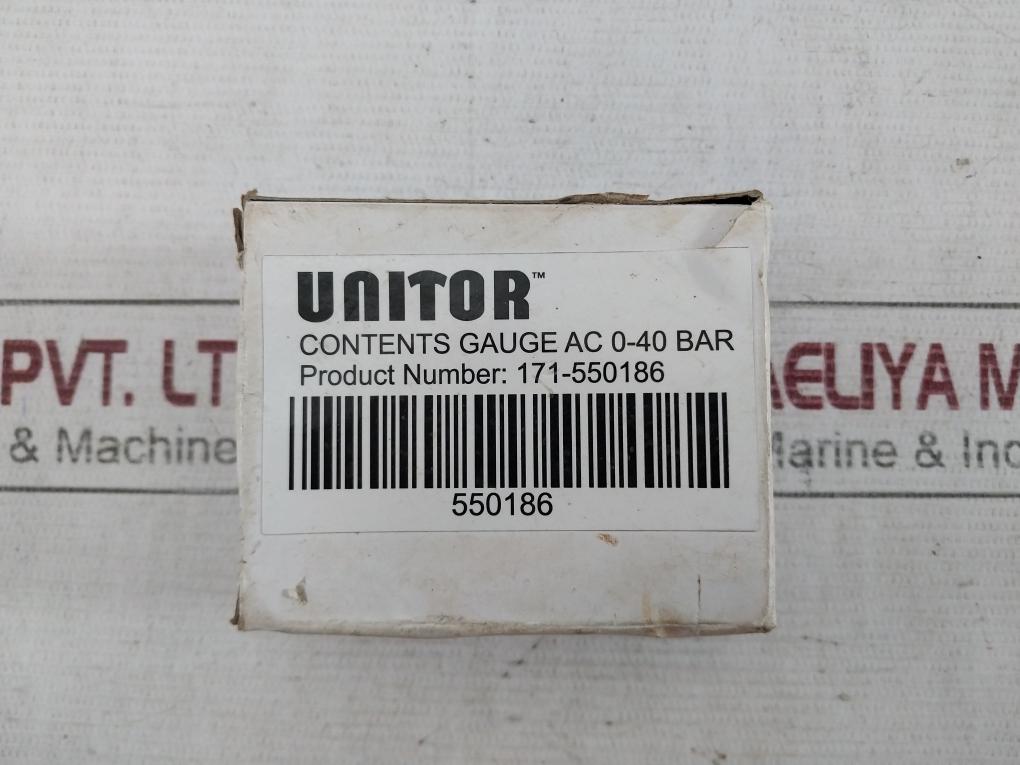 UNITOR™
CONTENTS GAUGE AC 0-40 BAR
Product Number: 171-550186
550186
PVT. LT
& Machine
AELIYA M
Marine & Ind